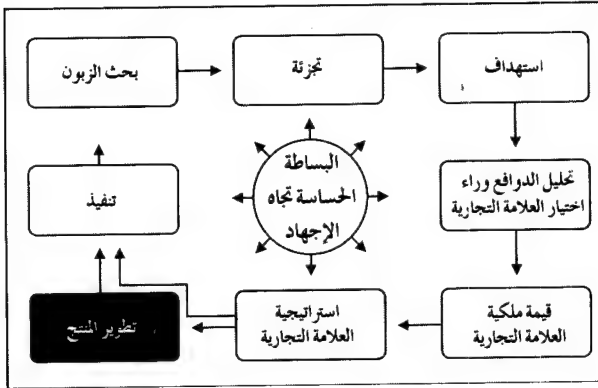 استهداف
تجزئة
بحث الزبون
البساطة
الحساسة تجاه
الإجهاد
تحليل الدوافع وراء
اختيار العلامة التجارية
تنفيذ
قيمة ملكية
العلامة التجارية
استراتيجية
العلامة التجارية
تطوير المنتج